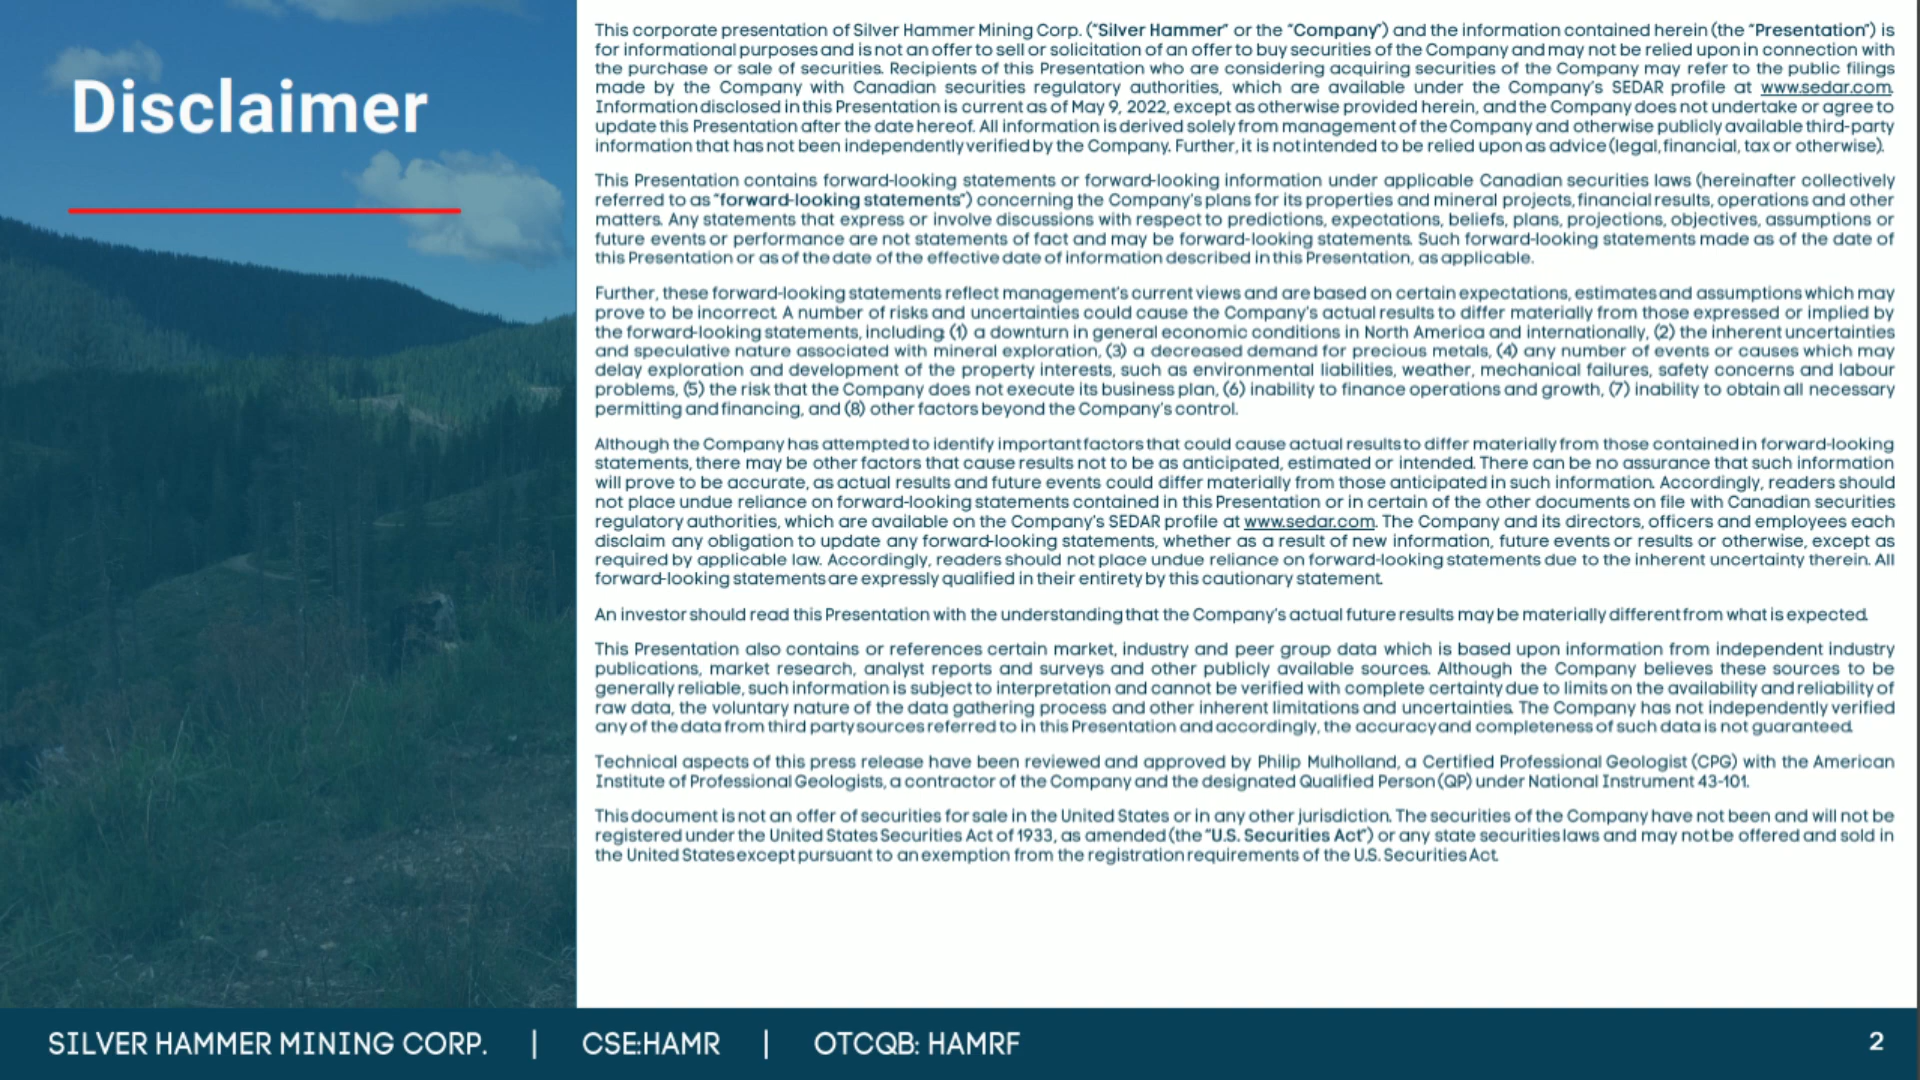 Disclaimer
This corporate presentation of Silver Hammer Mining Corp. ("Silver Hammer" or the "Company") and the information contained herein (the "Presentation") is
for informational purposes and is not an offer to sell or solicitation of an offer to buy securities of the Company and may not be relied upon in connection with
the purchase or sale of securities. Recipients of this Presentation who are considering acquiring securities of the Company may refer to the public filings
made by the Company with Canadian securities regulatory authorities, which are available under the Company's SEDAR profile at www.sedar.com.
Information disclosed in this Presentation is current as of May 9, 2022, except as otherwise provided herein, and the Company does not undertake or agree to
update this Presentation after the date hereof. All information is derived solely from management of the Company and otherwise publicly available third-party
information that has not been independently verified by the Company. Further, it is not intended to be relied upon as advice (legal, financial, tax or otherwise).
This Presentation contains forward-looking statements or forward-looking information under applicable Canadian securities laws (hereinafter collectively
referred to as "forward-looking statements") concerning the Company's plans for its properties and mineral projects, financial results, operations and other
matters. Any statements that express or involve discussions with respect to predictions, expectations, beliefs, plans, projections, objectives, assumptions or
future events or performance are not statements of fact and may be forward-looking statements. Such forward-looking statements made as of the date of
this Presentation or as of the date of the effective date of information described in this Presentation, as applicable.
Further, these forward-looking statements reflect management's current views and are based on certain expectations, estimates and assumptions which may
prove to be incorrect. A number of risks and uncertainties could cause the Company's actual results to differ materially from those expressed or implied by
the forward-looking statements, including: (1) a downturn in general economic conditions in North America and internationally, (2) the inherent uncertainties
and speculative nature associated with mineral exploration, (3) a decreased demand for precious metals, (4) any number of events or causes which may
delay exploration and development of the property interests, such as environmental liabilities, weather, mechanical failures, safety concerns and labour
problems, (5) the risk that the Company does not execute its business plan, (6) inability to finance operations and growth, (7) inability to obtain all necessary
permitting and financing, and (8) other factors beyond the Company's control.
Although the Company has attempted to identify important factors that could cause actual results to differ materially from those contained in forward-looking
statements, there may be other factors that cause results not to be as anticipated, estimated or intended. There can be no assurance that such information
will prove to be accurate, as actual results and future events could differ materially from those anticipated in such information. Accordingly, readers should
not place undue reliance on forward-looking statements contained in this Presentation or in certain of the other documents on file with Canadian securities
regulatory authorities, which are available on the Company's SEDAR profile at www.sedar.com. The Company and its directors, officers and employees each
disclaim any obligation to update any forward-looking statements, whether as a result of new information, future events or results or otherwise, except as
required by applicable law. Accordingly, readers should not place undue reliance on forward-looking statements due to the inherent uncertainty therein. All
forward-looking statements are expressly qualified in their entirety by this cautionary statement.
An investor should read this Presentation with the understanding that the Company's actual future results may be materially different from what is expected.
This Presentation also contains or references certain market, industry and peer group data which is based upon information from independent industry
publications, market research, analyst reports and surveys and other publicly available sources. Although the Company believes these sources to be
generally reliable, such information is subject to interpretation and cannot be verified with complete certainty due to limits on the availability and reliability of
raw data, the voluntary nature of the data gathering process and other inherent limitations and uncertainties. The Company has not independently verified
any of the data from third party sources referred to in this Presentation and accordingly, the accuracy and completeness of such data is not guaranteed.
Technical aspects of this press release have been reviewed and approved by Philip Mulholland, a Certified Professional Geologist (CPG) with the American
Institute of Professional Geologists, a contractor of the Company and the designated Qualified Person (QP) under National Instrument 43-101.
This document is not an offer of securities for sale in the United States or in any other jurisdiction. The securities of the Company have not been and will not be
registered under the United States Securities Act of 1933, as amended (the "U.S. Securities Act") or any state securities laws and may not be offered and sold in
the United States except pursuant to an exemption from the registration requirements of the U.S. Securities Act.
SILVER HAMMER MINING CORP. | CSE:HAMR | OTCQB: HAMRF 2